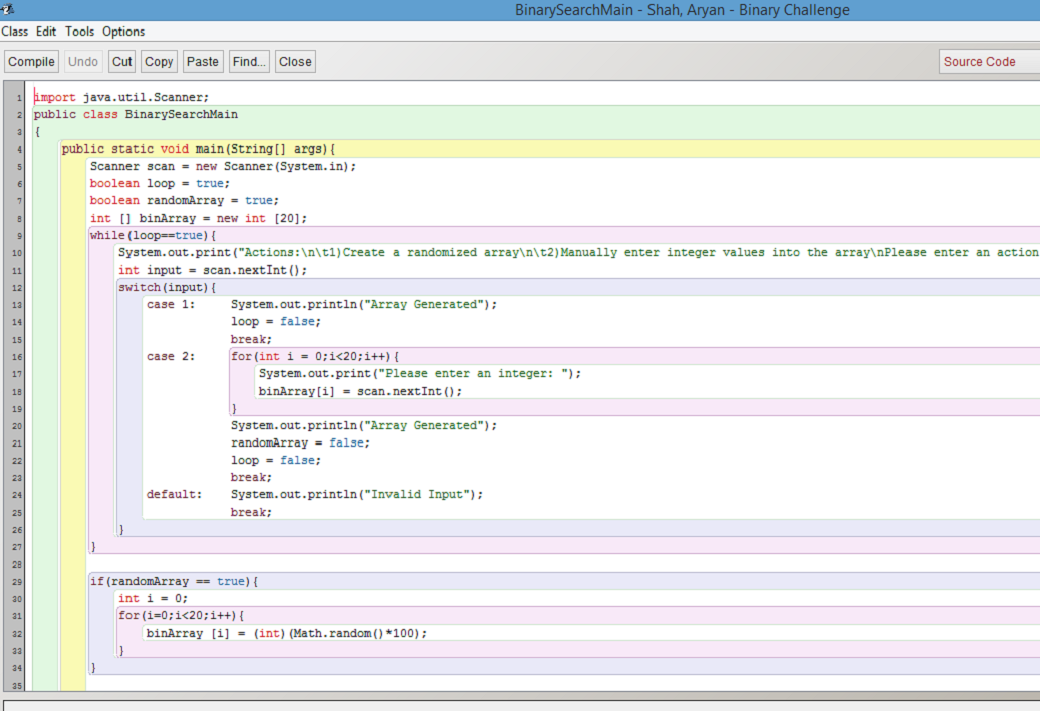 BinarySearchMain - Shah, Aryan - Binary Challenge
Class Edit Tools Options
Compile Undo Cut Copy Paste Find... Close Source Code
1 import java.util.Scanner;
2 public class BinarySearchMain
3 {
4 public static void main(String[] args){
5 Scanner scan = new Scanner(System.in);
6 boolean loop = true;
7 boolean randomArray = true;
8 int [] binArray = new int [20];
9 while(loop==true){
10 System.out.print("Actions:\n\t1)Create a randomized array\n\t2)Manually enter integer values into the array\nPlease enter an action
11 int input = scan.nextInt();
12 switch(input){
13 case 1: System.out.println("Array Generated");
14 loop = false;
15 break;
16 case 2: for(int i = 0;i<20;i++){
17 System.out.print("Please enter an integer: ");
18 binArray[i] = scan.nextInt();
19 }
20 System.out.println("Array Generated");
21 randomArray = false;
22 loop = false;
23 break;
24 default: System.out.println("Invalid Input");
25 break;
26 }
27 }
28
29 if(randomArray == true){
30 int i = 0;
31 for(i=0;i<20;i++){
32 binArray [i] = (int)(Math.random()*100);
33 }
34 }
35